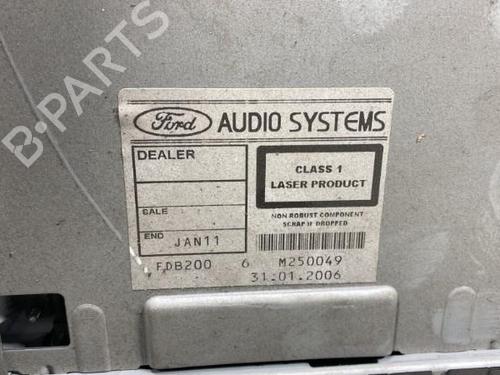 B-PARTS
Ford AUDIO SYSTEMS
DEALER
SALE
END JAN11
CLASS 1
LASER PRODUCT
NON ROBUST COMPONENT
SCRAP IF DROPPED
FDB200 6 M250049
31.01.2006